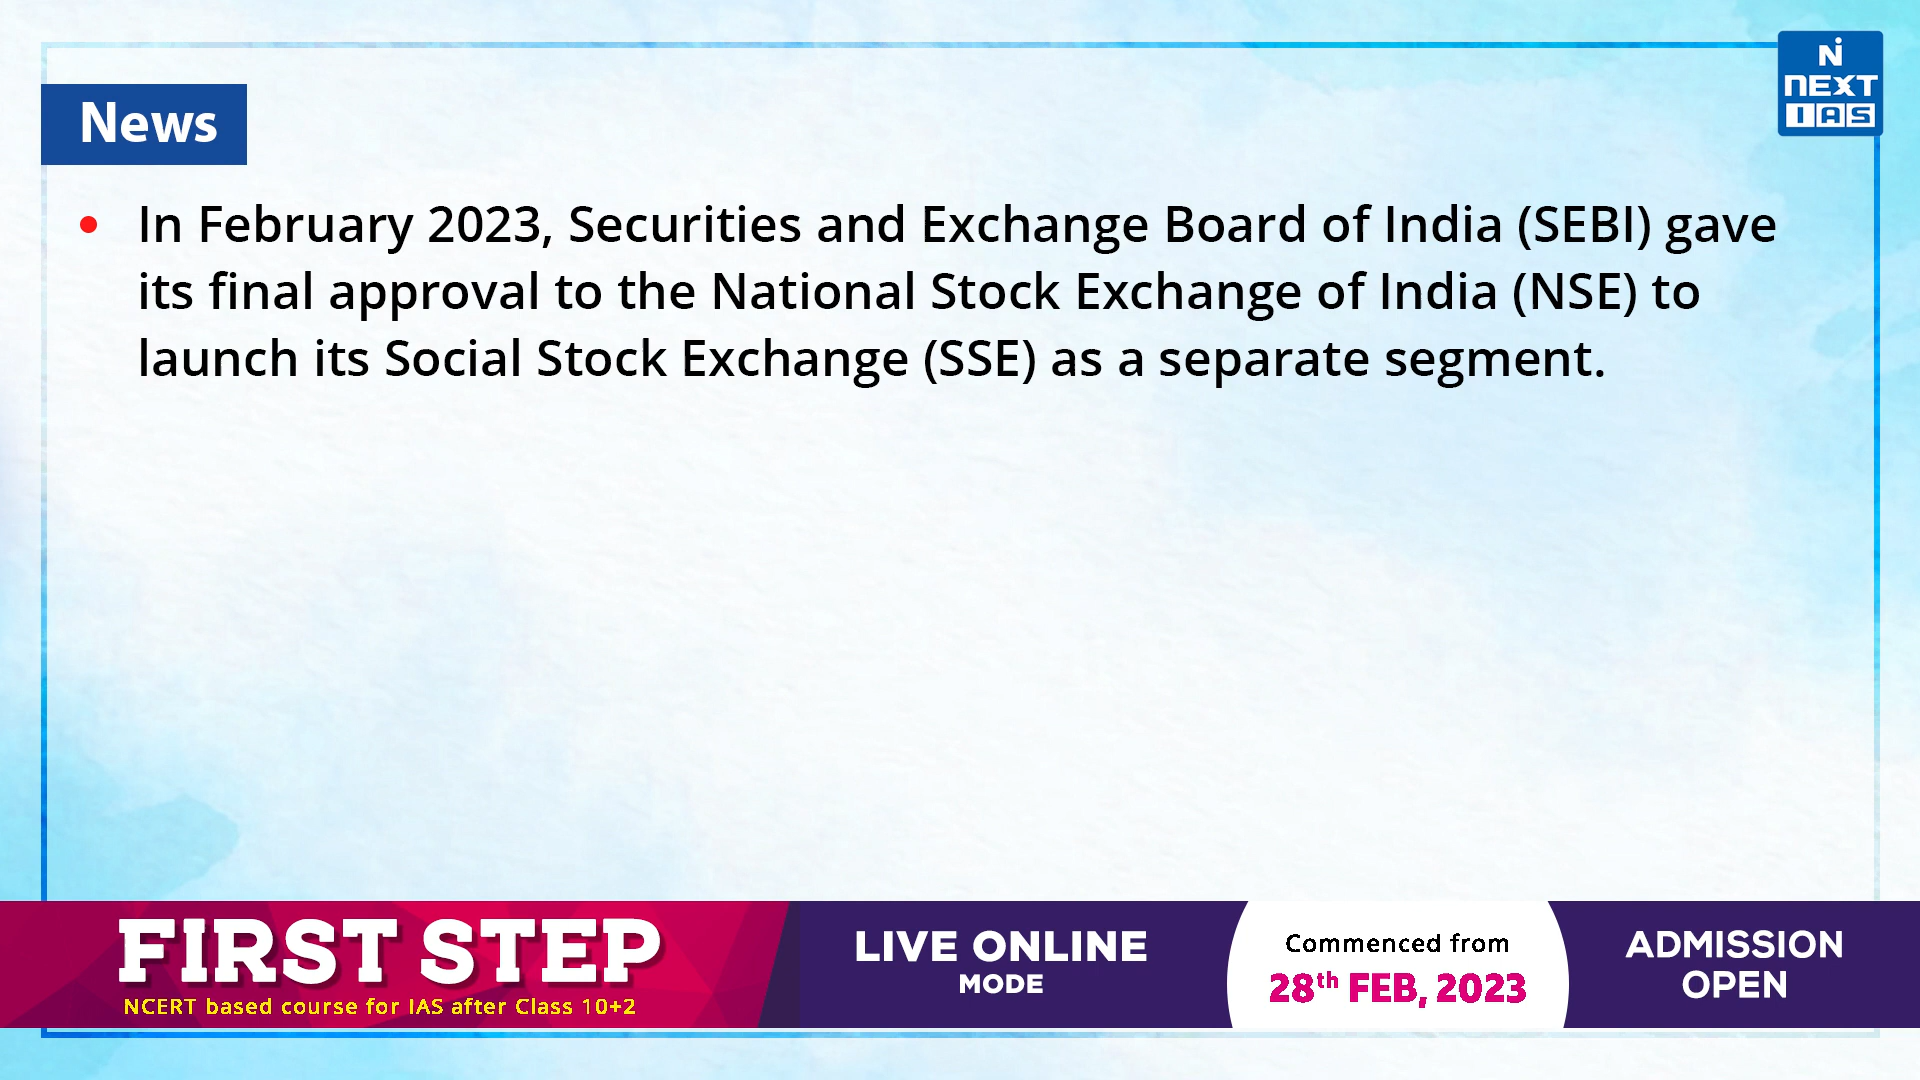 N
NEXT
IAS
News
• In February 2023, Securities and Exchange Board of India (SEBI) gave
its final approval to the National Stock Exchange of India (NSE) to
launch its Social Stock Exchange (SSE) as a separate segment.
FIRST STEP
NCERT based course for IAS after Class 10+2
LIVE ONLINE
MODE
Commenced from
28th FEB, 2023
ADMISSION
OPEN